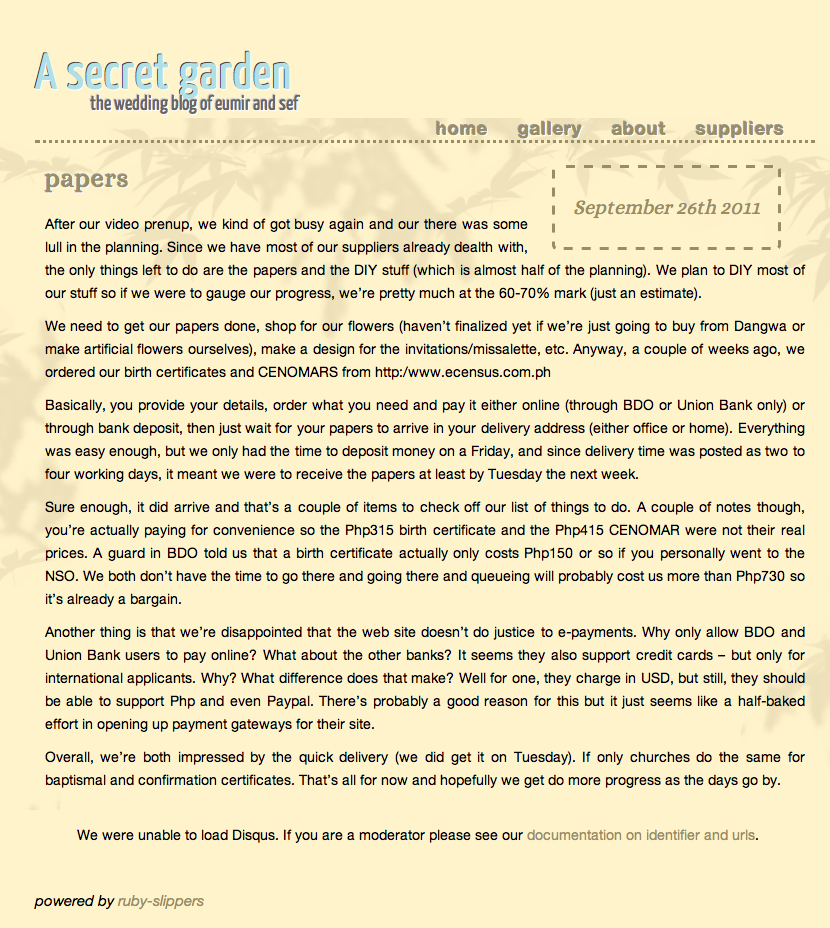 A secret garden
the wedding blog of eumir and sef
home gallery about suppliers
papers
September 26th 2011
After our video prenup, we kind of got busy again and our there was some
lull in the planning. Since we have most of our suppliers already dealth with,
the only things left to do are the papers and the DIY stuff (which is almost half of the planning). We plan to DIY most of
our stuff so if we were to gauge our progress, we’re pretty much at the 60-70% mark (just an estimate).
We need to get our papers done, shop for our flowers (haven’t finalized yet if we’re just going to buy from Dangwa or
make artificial flowers ourselves), make a design for the invitations/missalette, etc. Anyway, a couple of weeks ago, we
ordered our birth certificates and CENOMARS from http:/www.ecensus.com.ph
Basically, you provide your details, order what you need and pay it either online (through BDO or Union Bank only) or
through bank deposit, then just wait for your papers to arrive in your delivery address (either office or home). Everything
was easy enough, but we only had the time to deposit money on a Friday, and since delivery time was posted as two to
four working days, it meant we were to receive the papers at least by Tuesday the next week.
Sure enough, it did arrive and that’s a couple of items to check off our list of things to do. A couple of notes though,
you’re actually paying for convenience so the Php315 birth certificate and the Php415 CENOMAR were not their real
prices. A guard in BDO told us that a birth certificate actually only costs Php150 or so if you personally went to the
NSO. We both don’t have the time to go there and going there and queueing will probably cost us more than Php730 so
it’s already a bargain.
Another thing is that we’re disappointed that the web site doesn’t do justice to e-payments. Why only allow BDO and
Union Bank users to pay online? What about the other banks? It seems they also support credit cards – but only for
international applicants. Why? What difference does that make? Well for one, they charge in USD, but still, they should
be able to support Php and even Paypal. There’s probably a good reason for this but it just seems like a half-baked
effort in opening up payment gateways for their site.
Overall, we’re both impressed by the quick delivery (we did get it on Tuesday). If only churches do the same for
baptismal and confirmation certificates. That’s all for now and hopefully we get do more progress as the days go by.
We were unable to load Disqus. If you are a moderator please see our documentation on identifier and urls.
powered by ruby-slippers